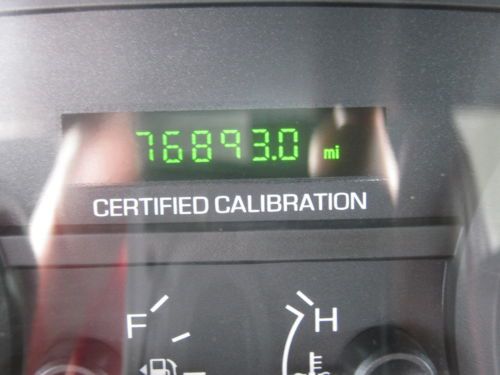 76893.0 mi
CERTIFIED CALIBRATION
F H